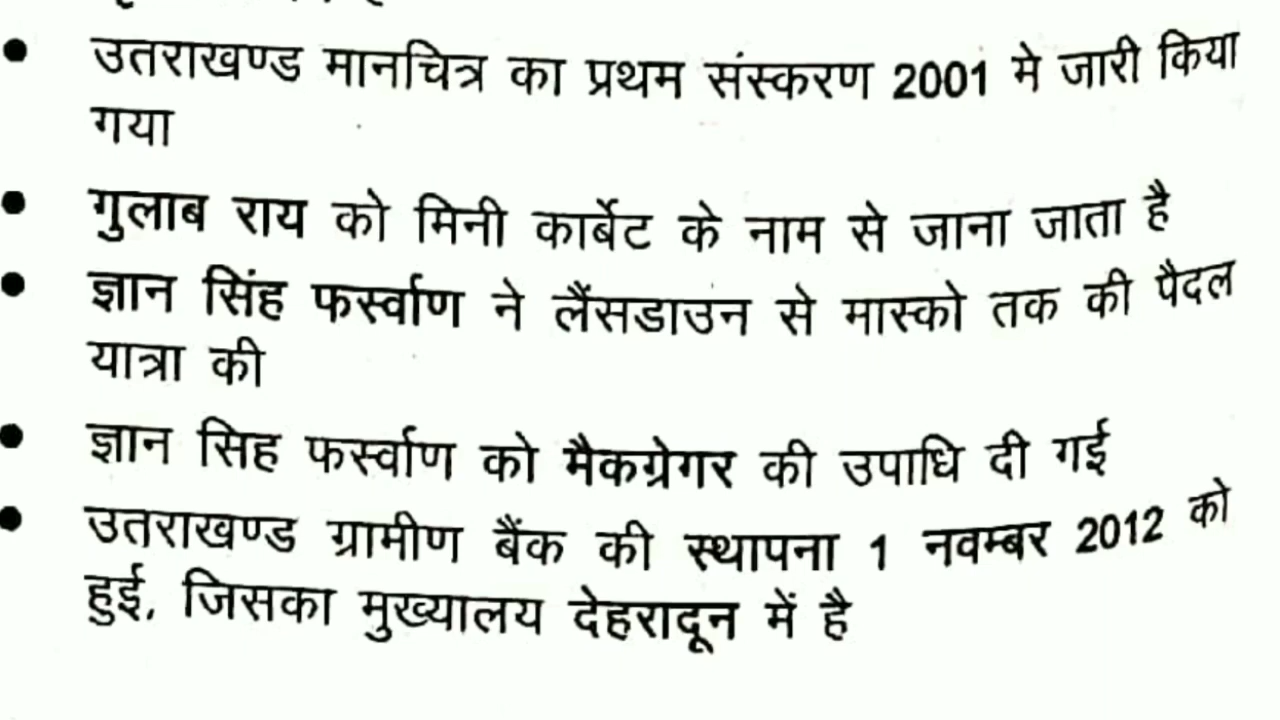 • उतराखण्ड मानचित्र का प्रथम संस्करण 2001 मे जारी किया
गया
• गुलाब राय को मिनी कार्बेट के नाम से जाना जाता है
• ज्ञान सिंह फर्स्वाण ने लैंसडाउन से मास्को तक की पैदल
यात्रा की
• ज्ञान सिह फर्स्वाण को मैकग्रेगर की उपाधि दी गई
• उतराखण्ड ग्रामीण बैंक की स्थापना 1 नवम्बर 2012 को
हुई, जिसका मुख्यालय देहरादून में है